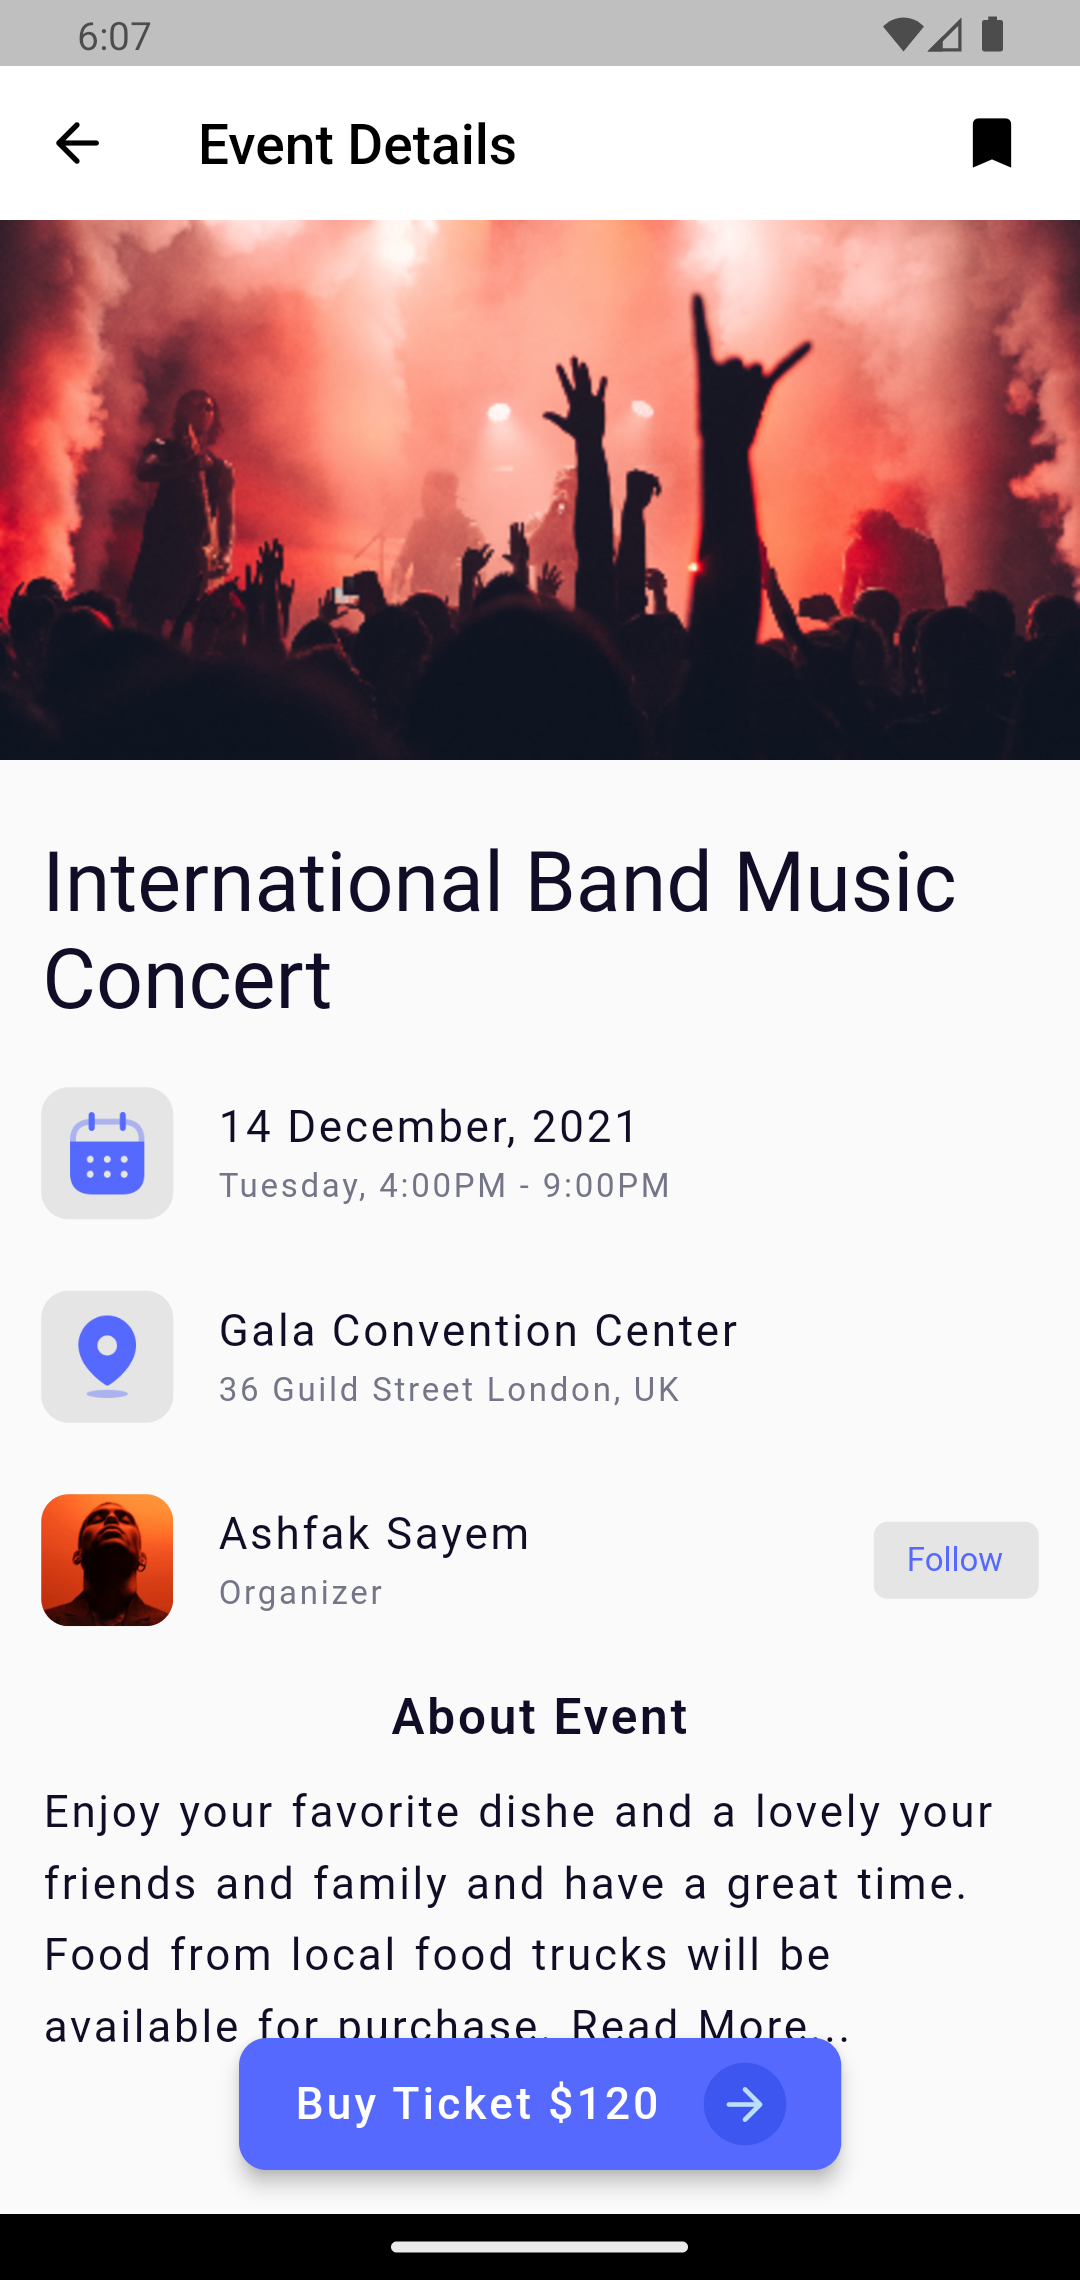 6:07
Event Details
International Band Music
Concert
14 December, 2021
Tuesday, 4:00PM - 9:00PM
Gala Convention Center
36 Guild Street London, UK
Ashfak Sayem
Organizer
Follow
About Event
Enjoy your favorite dishe and a lovely your
friends and family and have a great time.
Food from local food trucks will be
available for purchase. Read More...
Buy Ticket $120